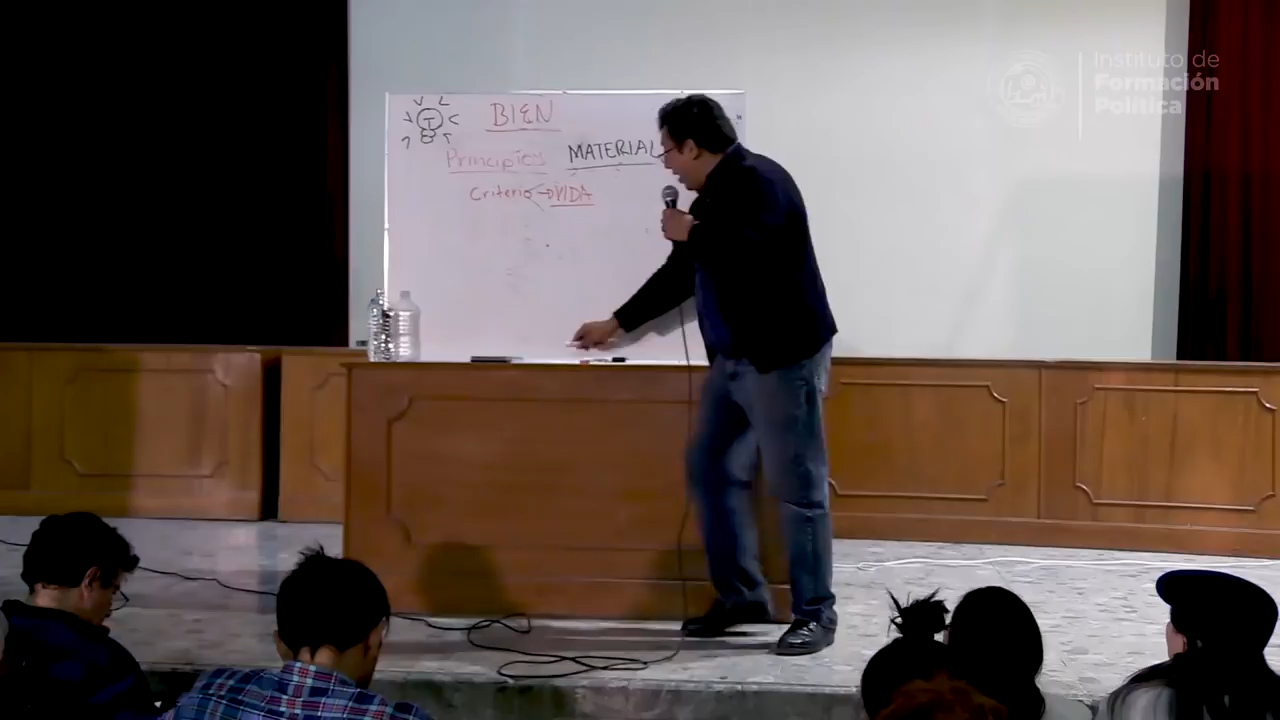 BIEN
Principios MATERIAL
Criterio → VIDA
Instituto de
Formación
Política